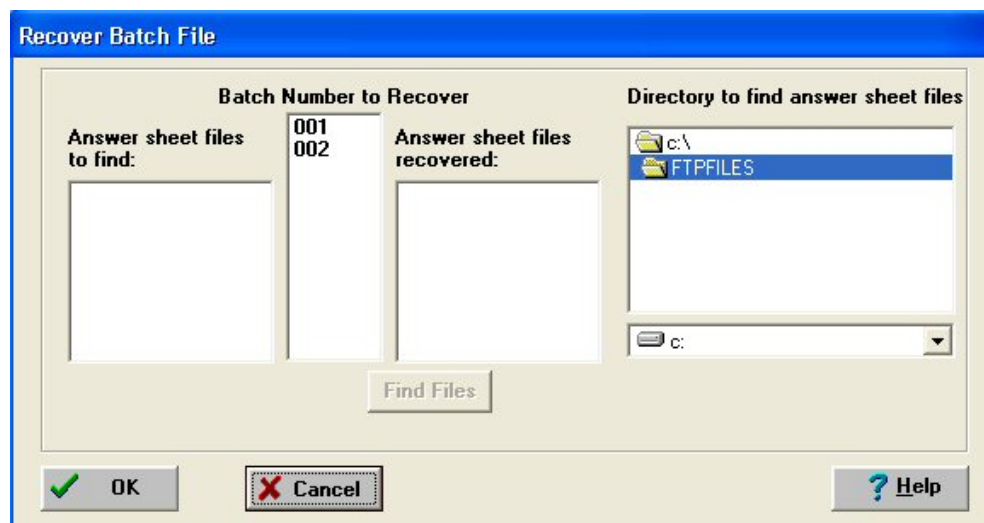 Recover Batch File
Batch Number to Recover
Directory to find answer sheet files
Answer sheet files
to find:
001
002
Answer sheet files
recovered:
c:\
FTPFILES
c:
Find Files
OK
Cancel
Help